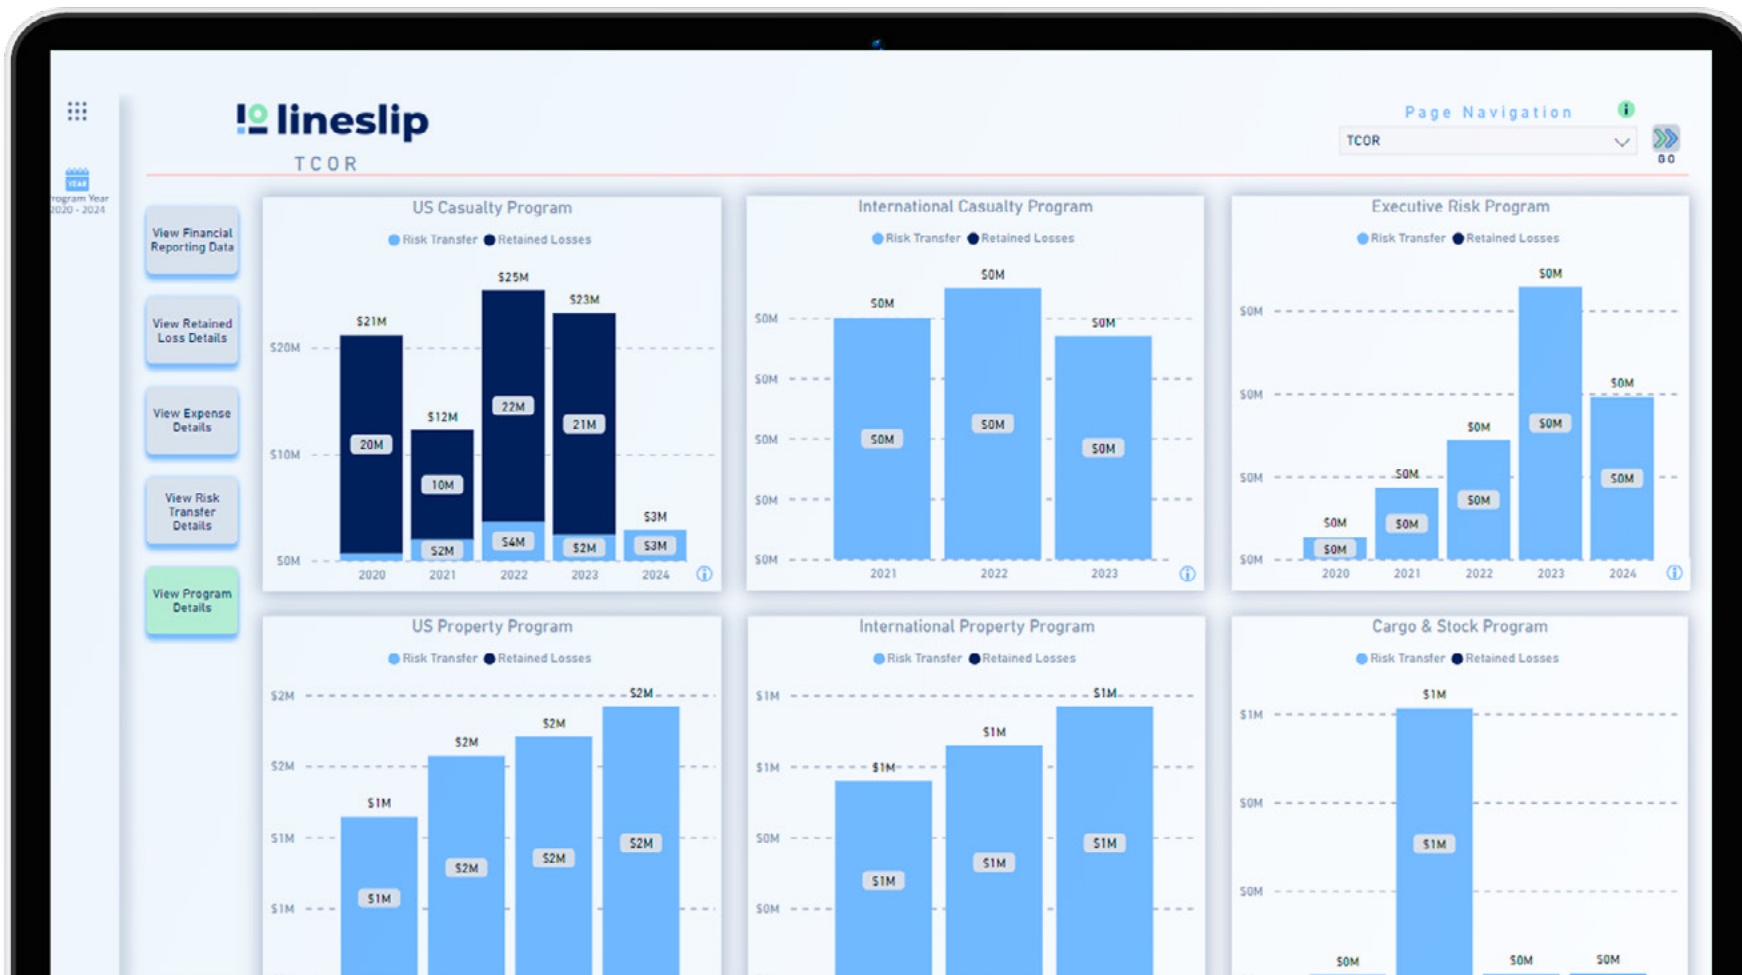 lineslip
TCOR
Page Navigation
i
TCOR
GO
YEAR
rogram Year
2020 - 2024
View Financial
Reporting Data
View Retained
Loss Details
View Expense
Details
View Risk
Transfer
Details
View Program
Details
US Casualty Program
Risk Transfer Retained Losses
$25M
$23M
$21M
$20M
$12M
22M
21M
20M
$10M
10M
$3M
$4M
$3M
$2M
$2M
$0M
2020 2021 2022 2023 2024
International Casualty Program
Risk Transfer Retained Losses
$0M
$0M
$0M
$0M
$0M
$0M
$0M
$0M
$0M
$0M
$0M
2021 2022 2023
Executive Risk Program
Risk Transfer Retained Losses
$0M
$0M
$0M
$0M
$0M
$0M
$0M
$0M
$0M
$0M
$0M
$0M
$0M
$0M
2020 2021 2022 2023 2024
US Property Program
Risk Transfer Retained Losses
$2M $2M
$2M
$2M
$2M
$1M
$1M $2M
$2M
$2M
$1M
$1M
International Property Program
Risk Transfer Retained Losses
$1M $1M
$1M
$1M $1M
$0M $1M
$1M
$1M
$0M
Cargo & Stock Program
Risk Transfer Retained Losses
$1M
$1M
$0M
$1M
$0M
$0M $0M $0M